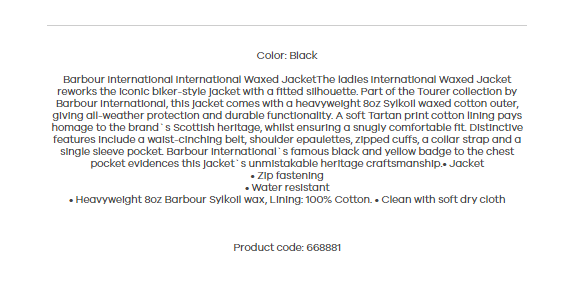 Color: Black
Barbour International International Waxed JacketThe ladies International Waxed Jacket
reworks the iconic biker-style jacket with a fitted silhouette. Part of the Tourer collection by
Barbour International, this jacket comes with a heavyweight 8oz Sylkoil waxed cotton outer,
giving all-weather protection and durable functionality. A soft Tartan print cotton lining pays
homage to the brand`s Scottish heritage, whilst ensuring a snugly comfortable fit. Distinctive
features include a waist-cinching belt, shoulder epaulettes, zipped cuffs, a collar strap and a
single sleeve pocket. Barbour International`s famous black and yellow badge to the chest
pocket evidences this jacket`s unmistakable heritage craftsmanship.• Jacket
• Zip fastening
• Water resistant
• Heavyweight 8oz Barbour Sylkoil wax, Lining: 100% Cotton. • Clean with soft dry cloth
Product code: 668881